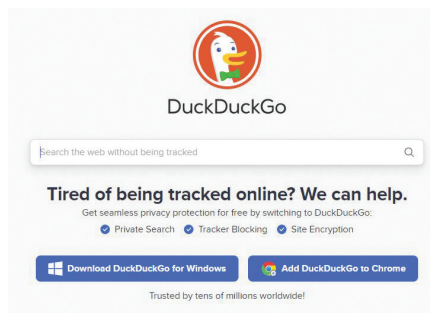 DuckDuckGo
Search the web without being tracked
Tired of being tracked online? We can help.
Get seamless privacy protection for free by switching to DuckDuckGo:
Private Search Tracker Blocking Site Encryption
Download DuckDuckGo for Windows Add DuckDuckGo to Chrome
Trusted by tens of millions worldwide!